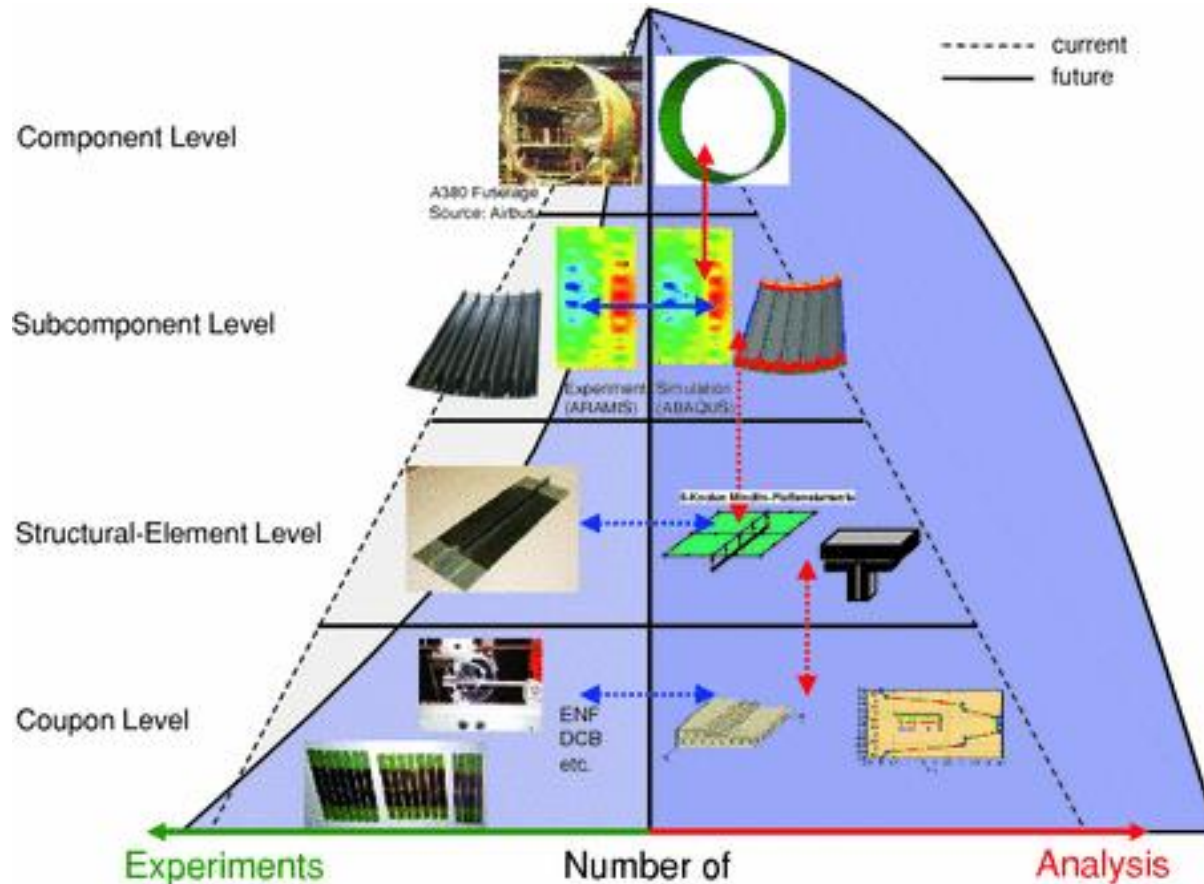 current
future
Component Level
A380 Fuselage
Source: Airbus
Subcomponent Level
Experiment
(ARAMIS)
Simulation
(ABAQUS)
Structural-Element Level
Coupon Level
ENF
DCB
etc.
Experiments
Number of
Analysis